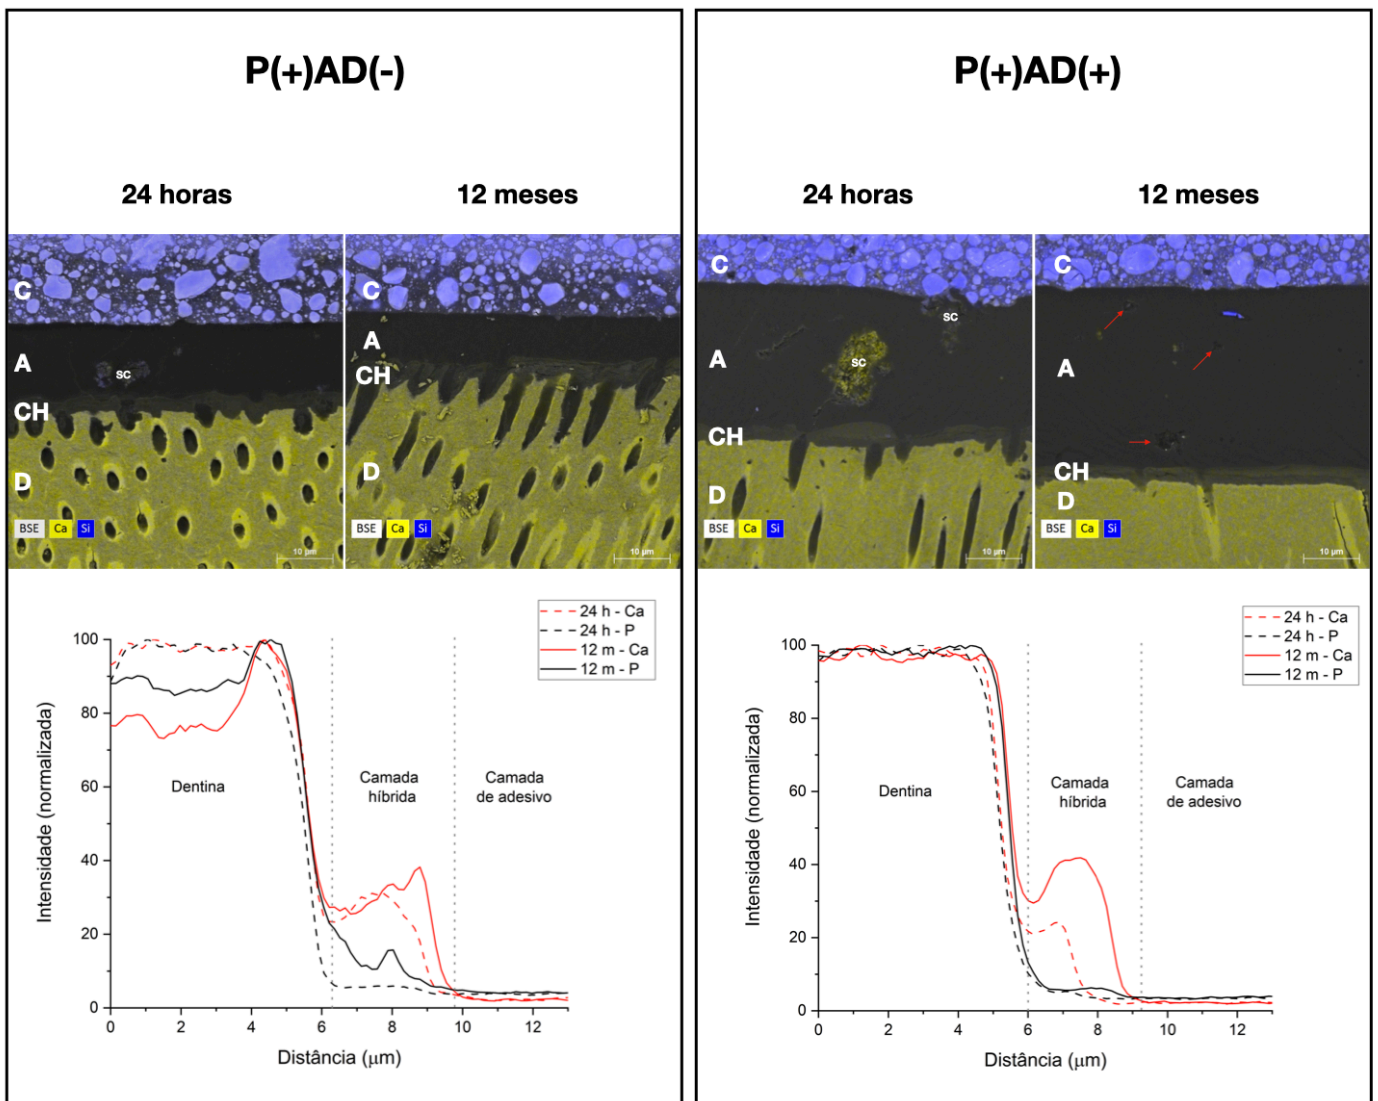 P(+)AD(-)
24 horas
12 meses
C
A
sc
CH
D
BSE Ca Si
10 µm
C
A
CH
D
BSE Ca Si
10 µm
24 h - Ca
24 h - P
12 m - Ca
12 m - P
Intensidade (normalizada)
100
80
60
40
20
0
Dentina
Camada
híbrida
Camada
de adesivo
0 2 4 6 8 10 12
Distância (µm)
P(+)AD(+)
24 horas
12 meses
C
sc
A
sc
CH
D
BSE Ca Si
10 µm
C
A
CH
D
BSE Ca Si
10 µm
24 h - Ca
24 h - P
12 m - Ca
12 m - P
Intensidade (normalizada)
100
80
60
40
20
0
Dentina
Camada
híbrida
Camada
de adesivo
0 2 4 6 8 10 12
Distância (µm)